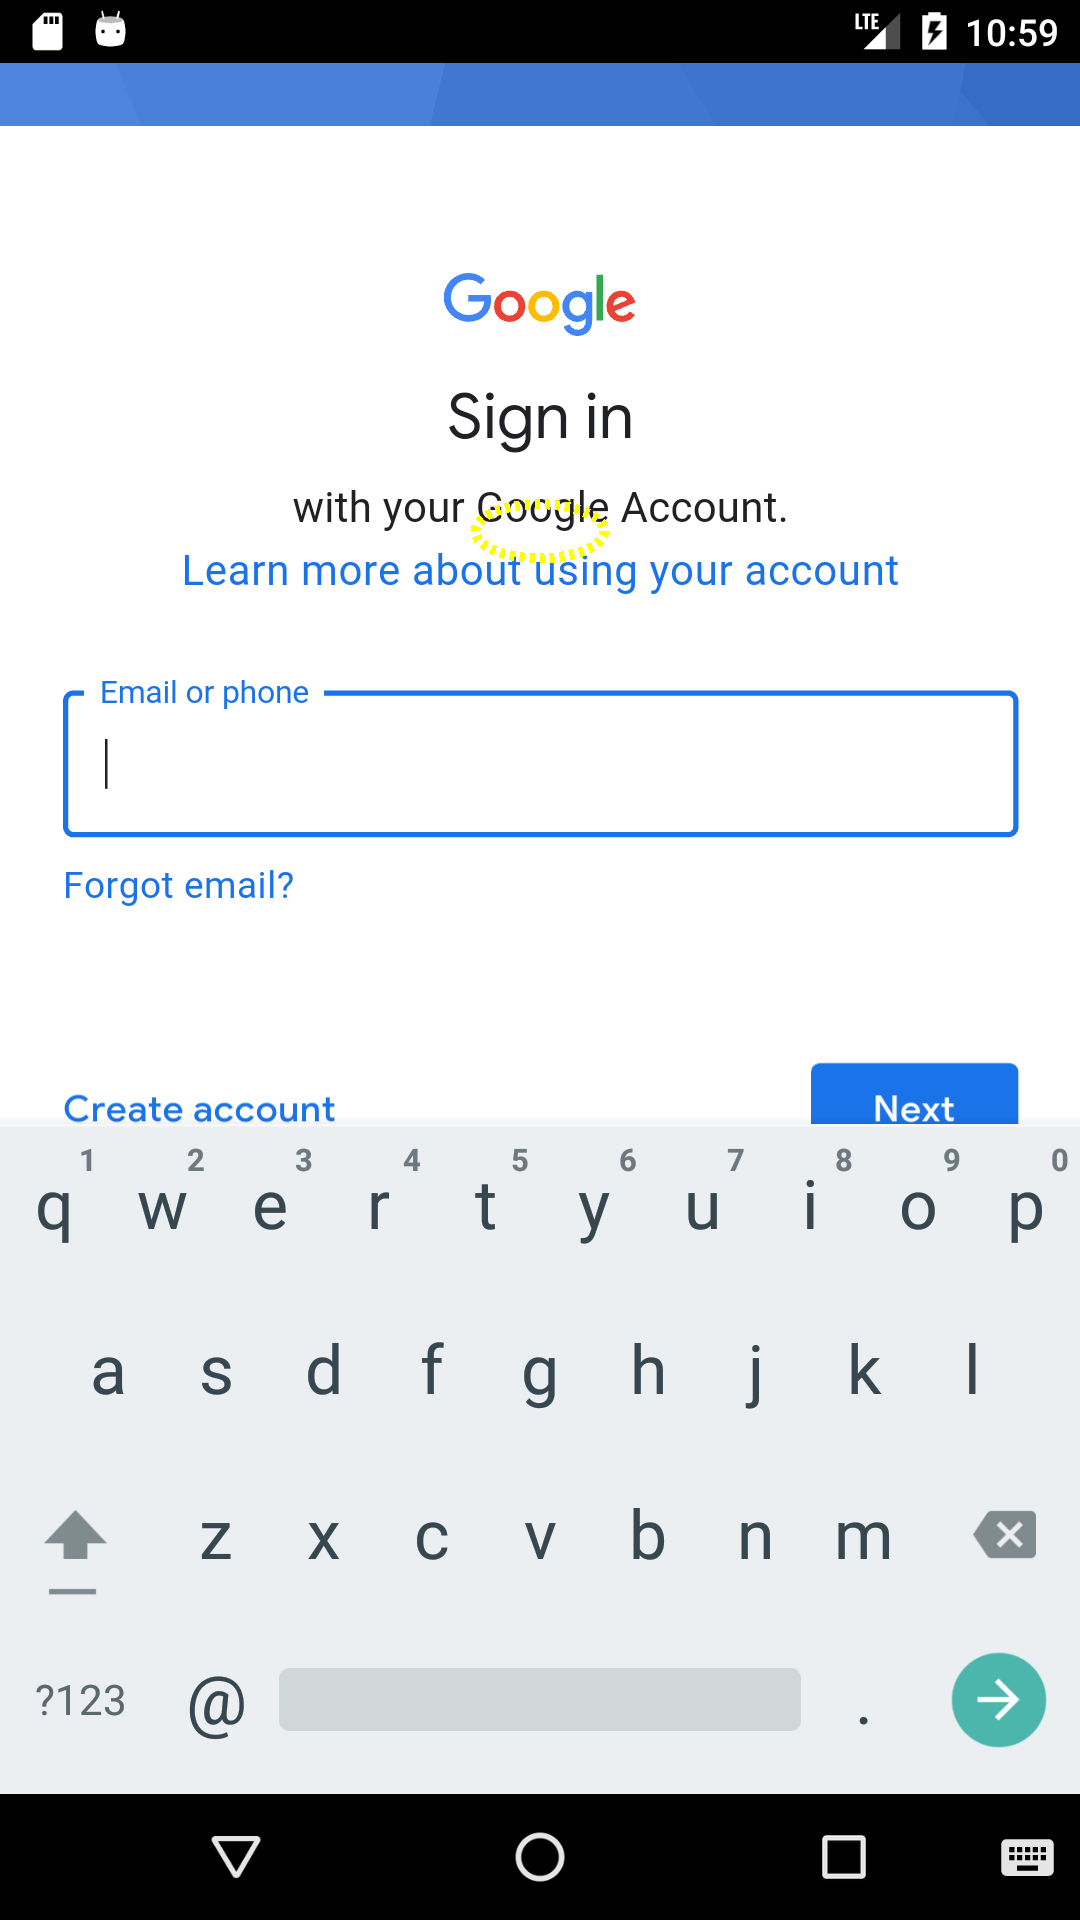 LTE 10:59
Google
Sign in
with your Google Account.
Learn more about using your account
Email or phone
Forgot email?
Create account Next
1 2 3 4 5 6 7 8 9 0
q w e r t y u i o p
a s d f g h j k l
z x c v b n m
?123 @ .